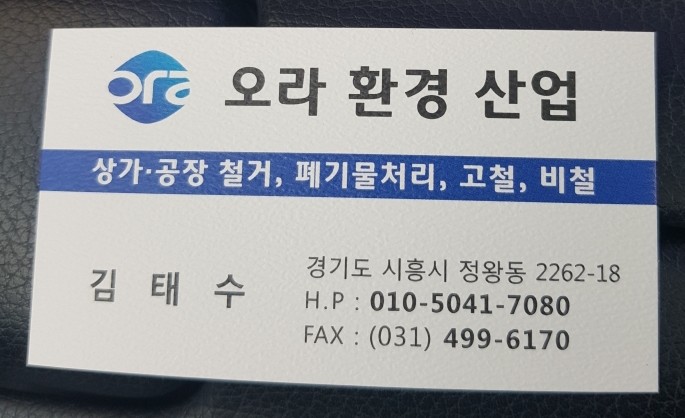 ora 오라 환경 산업
상가·공장 철거, 폐기물처리, 고철, 비철
김 태 수
경기도 시흥시 정왕동 2262-18
H.P : 010-5041-7080
FAX : (031) 499-6170